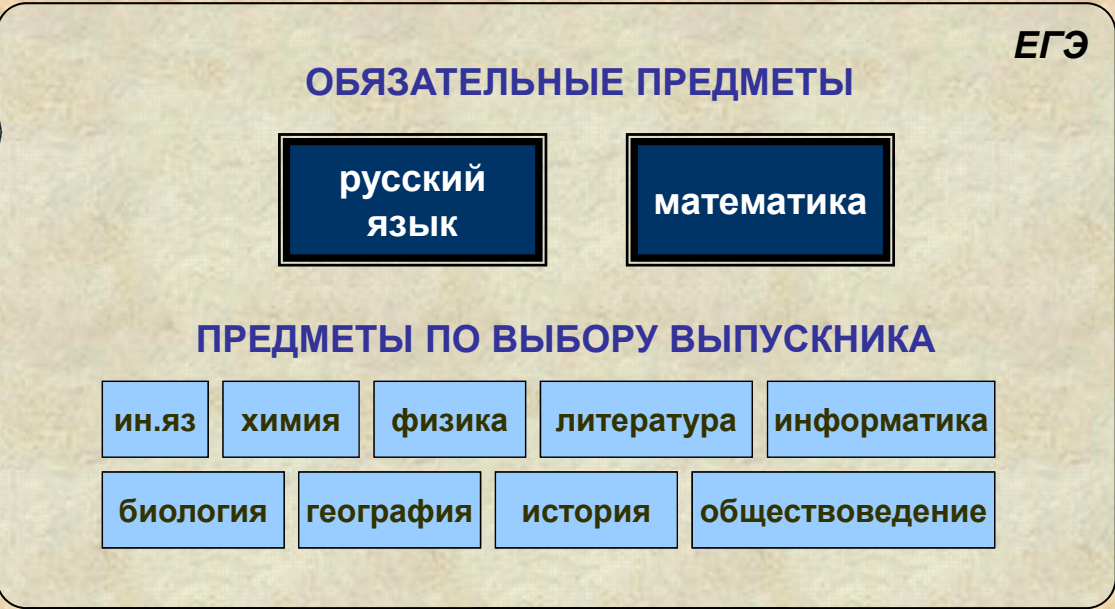 ЕГЭ
ОБЯЗАТЕЛЬНЫЕ ПРЕДМЕТЫ
русский
язык
математика
ПРЕДМЕТЫ ПО ВЫБОРУ ВЫПУСКНИКА
ин.яз химия физика литература информатика
биология география история обществоведение